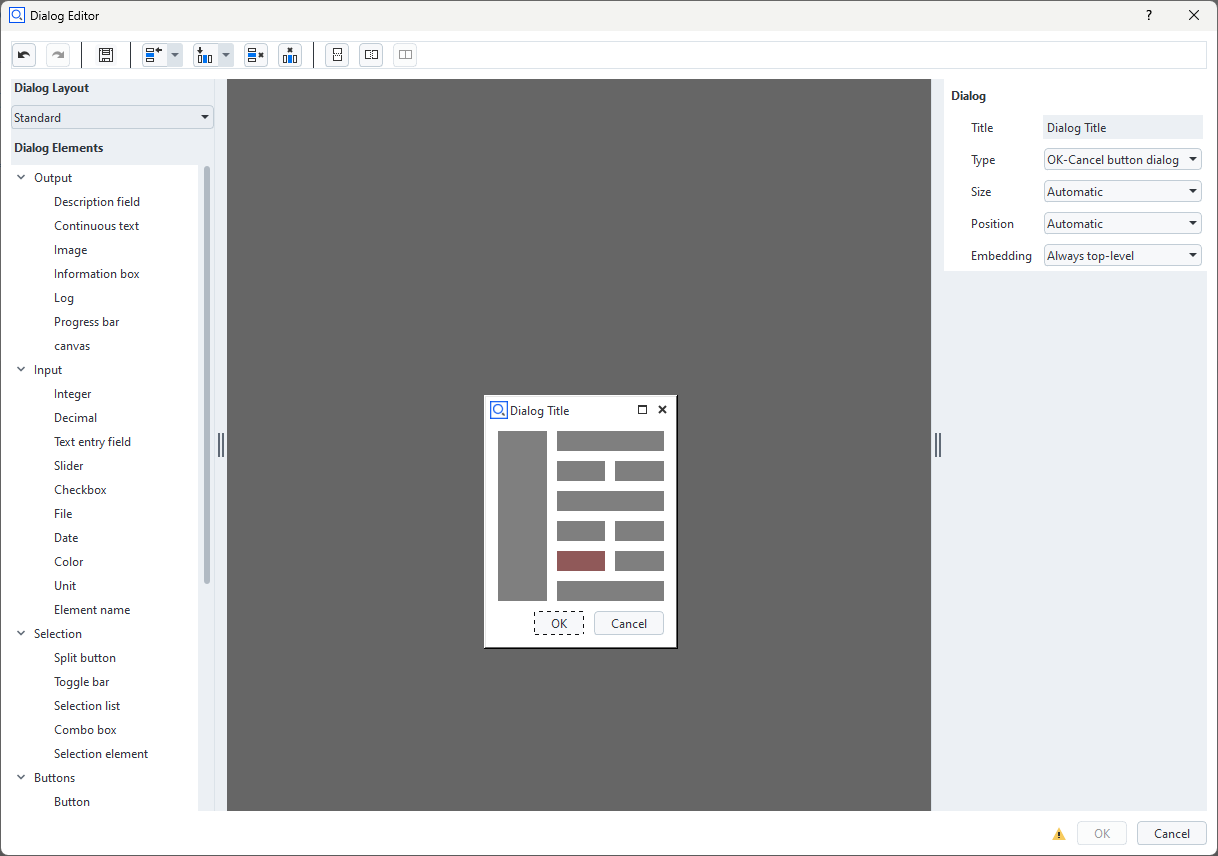 Dialog Editor
?
Dialog Layout
Standard
Dialog Elements
Output
Description field
Continuous text
Image
Information box
Log
Progress bar
canvas
Input
Integer
Decimal
Text entry field
Slider
Checkbox
File
Date
Color
Unit
Element name
Selection
Split button
Toggle bar
Selection list
Combo box
Selection element
Buttons
Button
Dialog Title
OK Cancel
Dialog
Title Dialog Title
Type OK-Cancel button dialog
Size Automatic
Position Automatic
Embedding Always top-level
OK Cancel